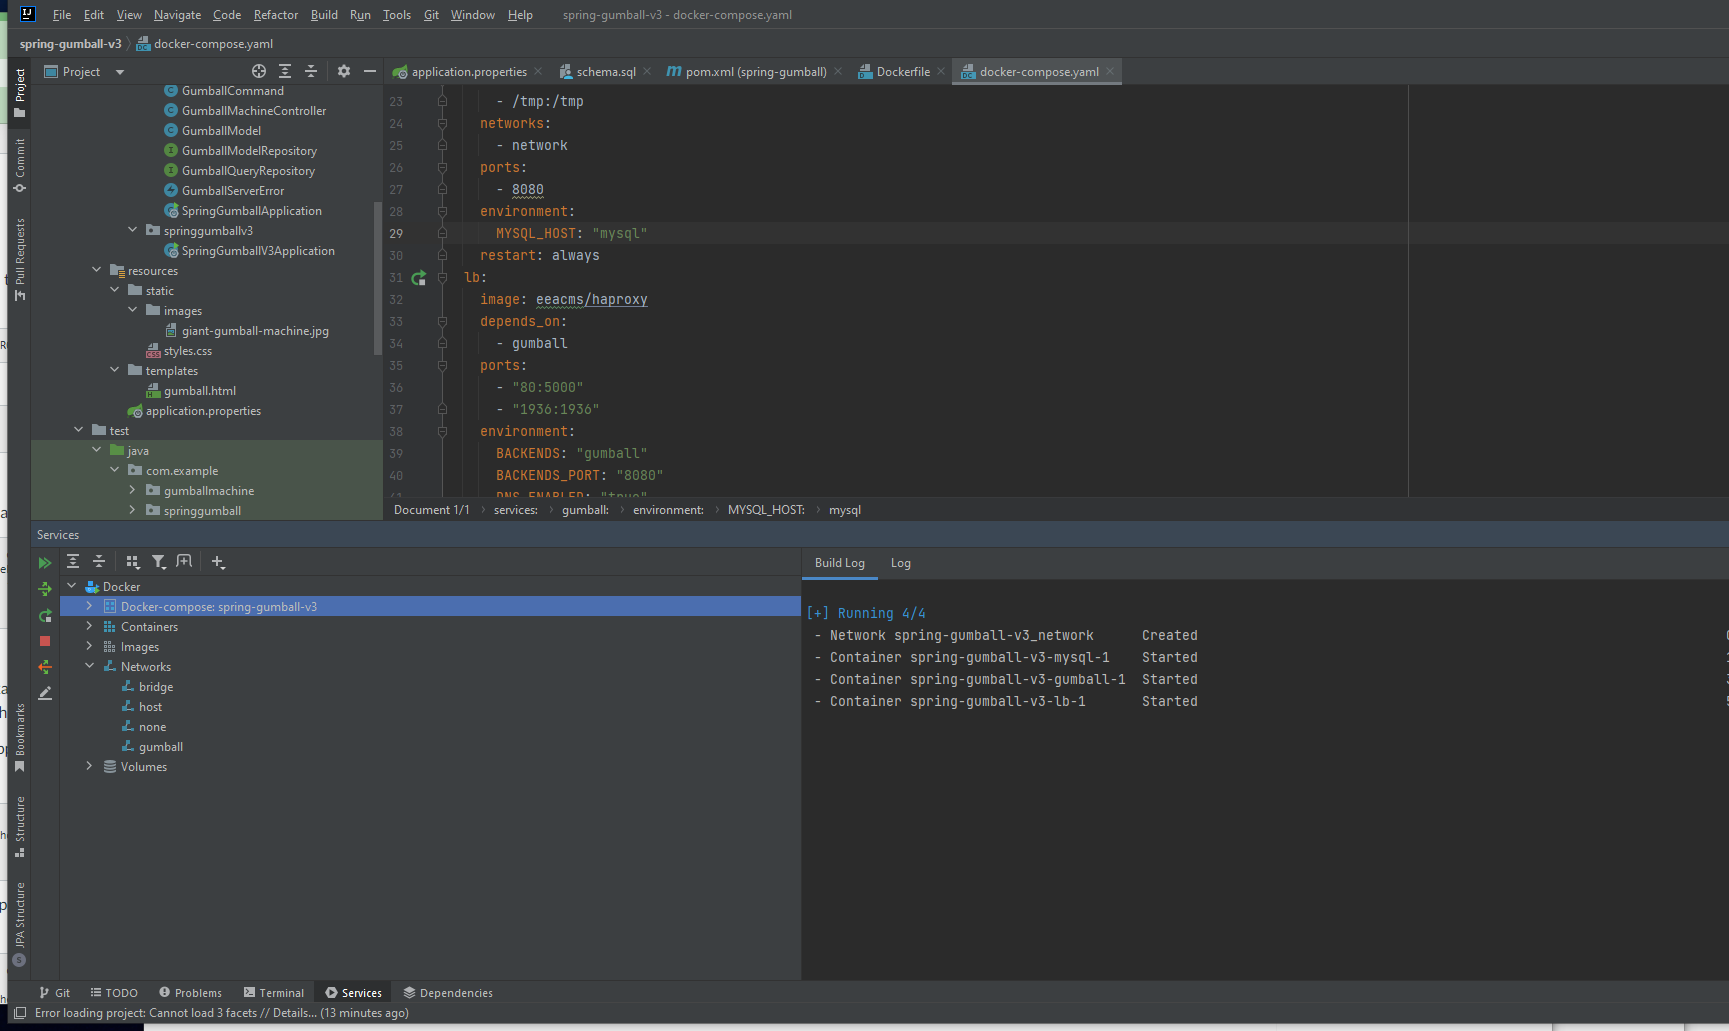 File Edit View Navigate Code Refactor Build Run Tools Git Window Help spring-gumball-v3 - docker-compose.yaml
spring-gumball-v3 docker-compose.yaml
Project
application.properties schema.sql pom.xml (spring-gumball) Dockerfile docker-compose.yaml
Project
Commit
Pull Requests
Bookmarks
Structure
JPA Structure
GumballCommand
GumballMachineController
GumballModel
GumballModelRepository
GumballQueryRepository
GumballServerError
SpringGumballApplication
springgumballv3
SpringGumballV3Application
resources
static
images
giant-gumball-machine.jpg
styles.css
templates
gumball.html
application.properties
test
java
com.example
gumballmachine
springgumball
23 - /tmp:/tmp
24 networks:
25 - network
26 ports:
27 - 8080
28 environment:
29 MYSQL_HOST: "mysql"
30 restart: always
31 lb:
32 image: eeacms/haproxy
33 depends_on:
34 - gumball
35 ports:
36 - "80:5000"
37 - "1936:1936"
38 environment:
39 BACKENDS: "gumball"
40 BACKENDS_PORT: "8080"
41 DNS_ENABLED: "true"
Document 1/1 services: gumball: environment: MYSQL_HOST: mysql
Services
Docker
Docker-compose: spring-gumball-v3
Containers
Images
Networks
bridge
host
none
gumball
Volumes
Build Log Log
[+] Running 4/4
- Network spring-gumball-v3_network Created
- Container spring-gumball-v3-mysql-1 Started
- Container spring-gumball-v3-gumball-1 Started
- Container spring-gumball-v3-lb-1 Started
Git TODO Problems Terminal Services Dependencies
Error loading project: Cannot load 3 facets // Details... (13 minutes ago)